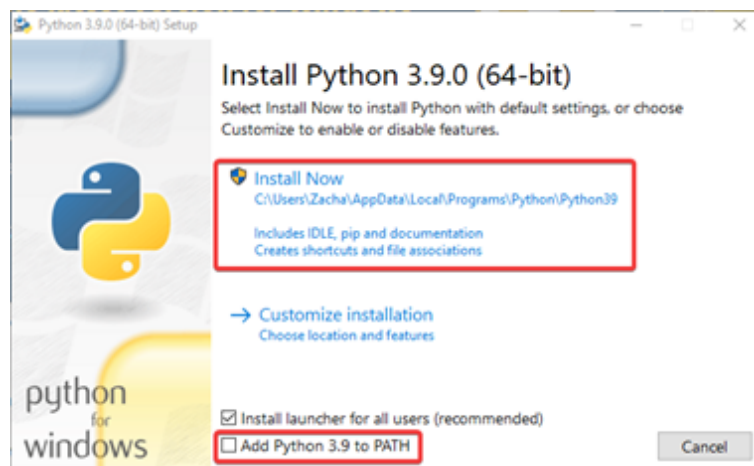 Python 3.9.0 (64-bit) Setup
Install Python 3.9.0 (64-bit)
Select Install Now to install Python with default settings, or choose
Customize to enable or disable features.
Install Now
C:\Users\Zacha\AppData\Local\Programs\Python\Python39
Includes IDLE, pip and documentation
Creates shortcuts and file associations
Customize installation
Choose location and features
python
for
windows
Install launcher for all users (recommended)
Add Python 3.9 to PATH
Cancel